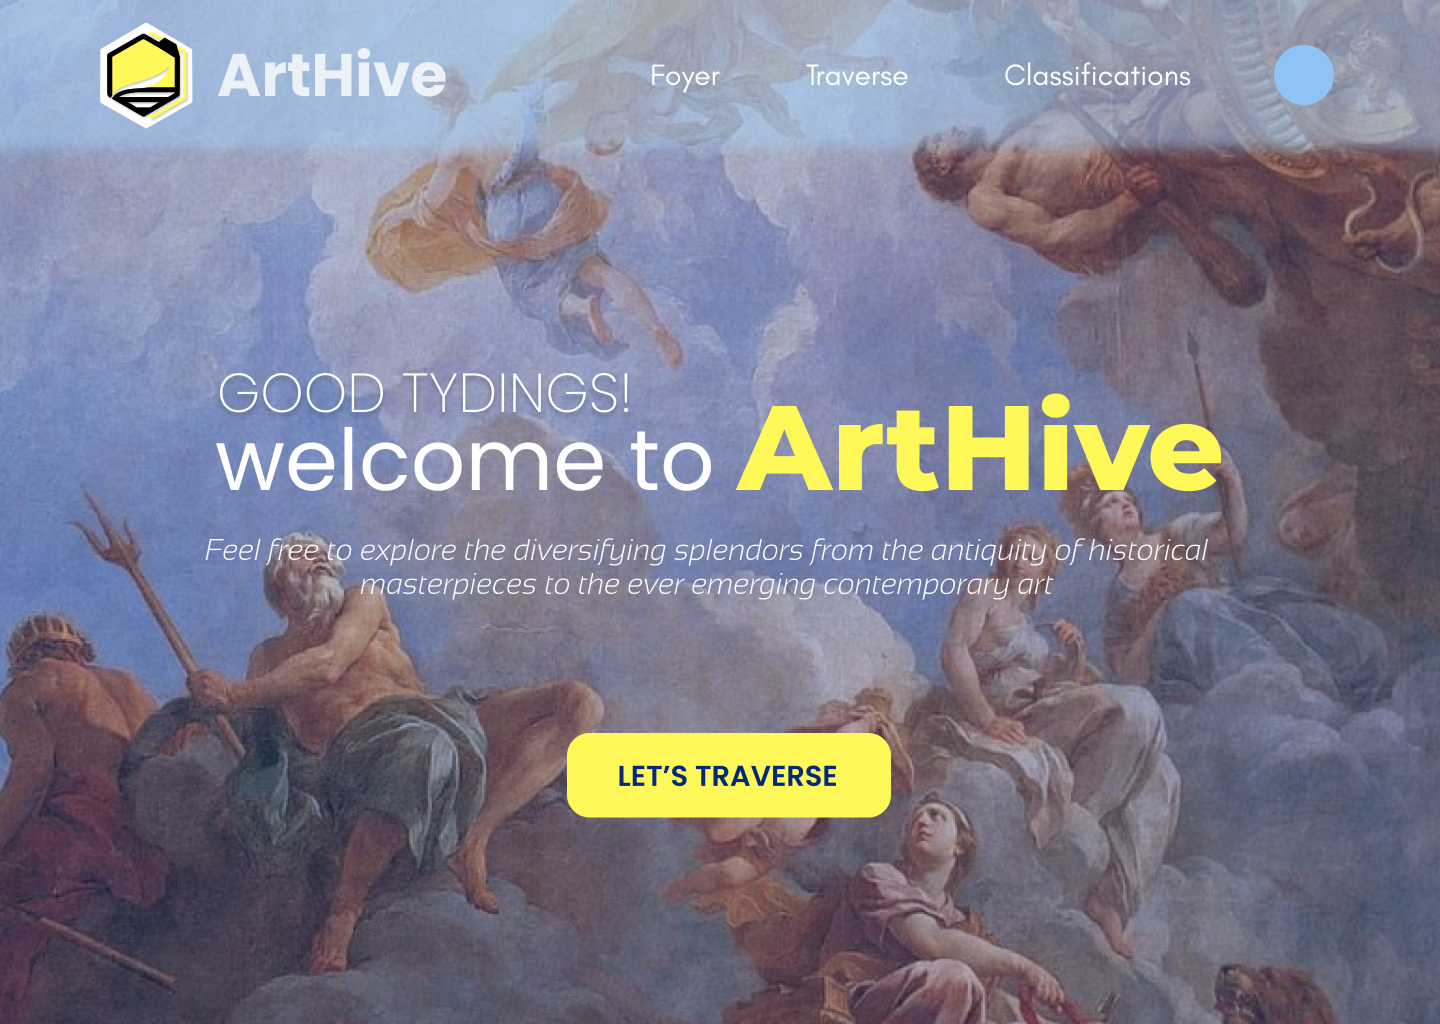 ArtHive
Foyer
Traverse
Classifications
GOOD TYDINGS!
welcome to ArtHive
Feel free to explore the diversifying splendors from the antiquity of historical
masterpieces to the ever emerging contemporary art
LET’S TRAVERSE